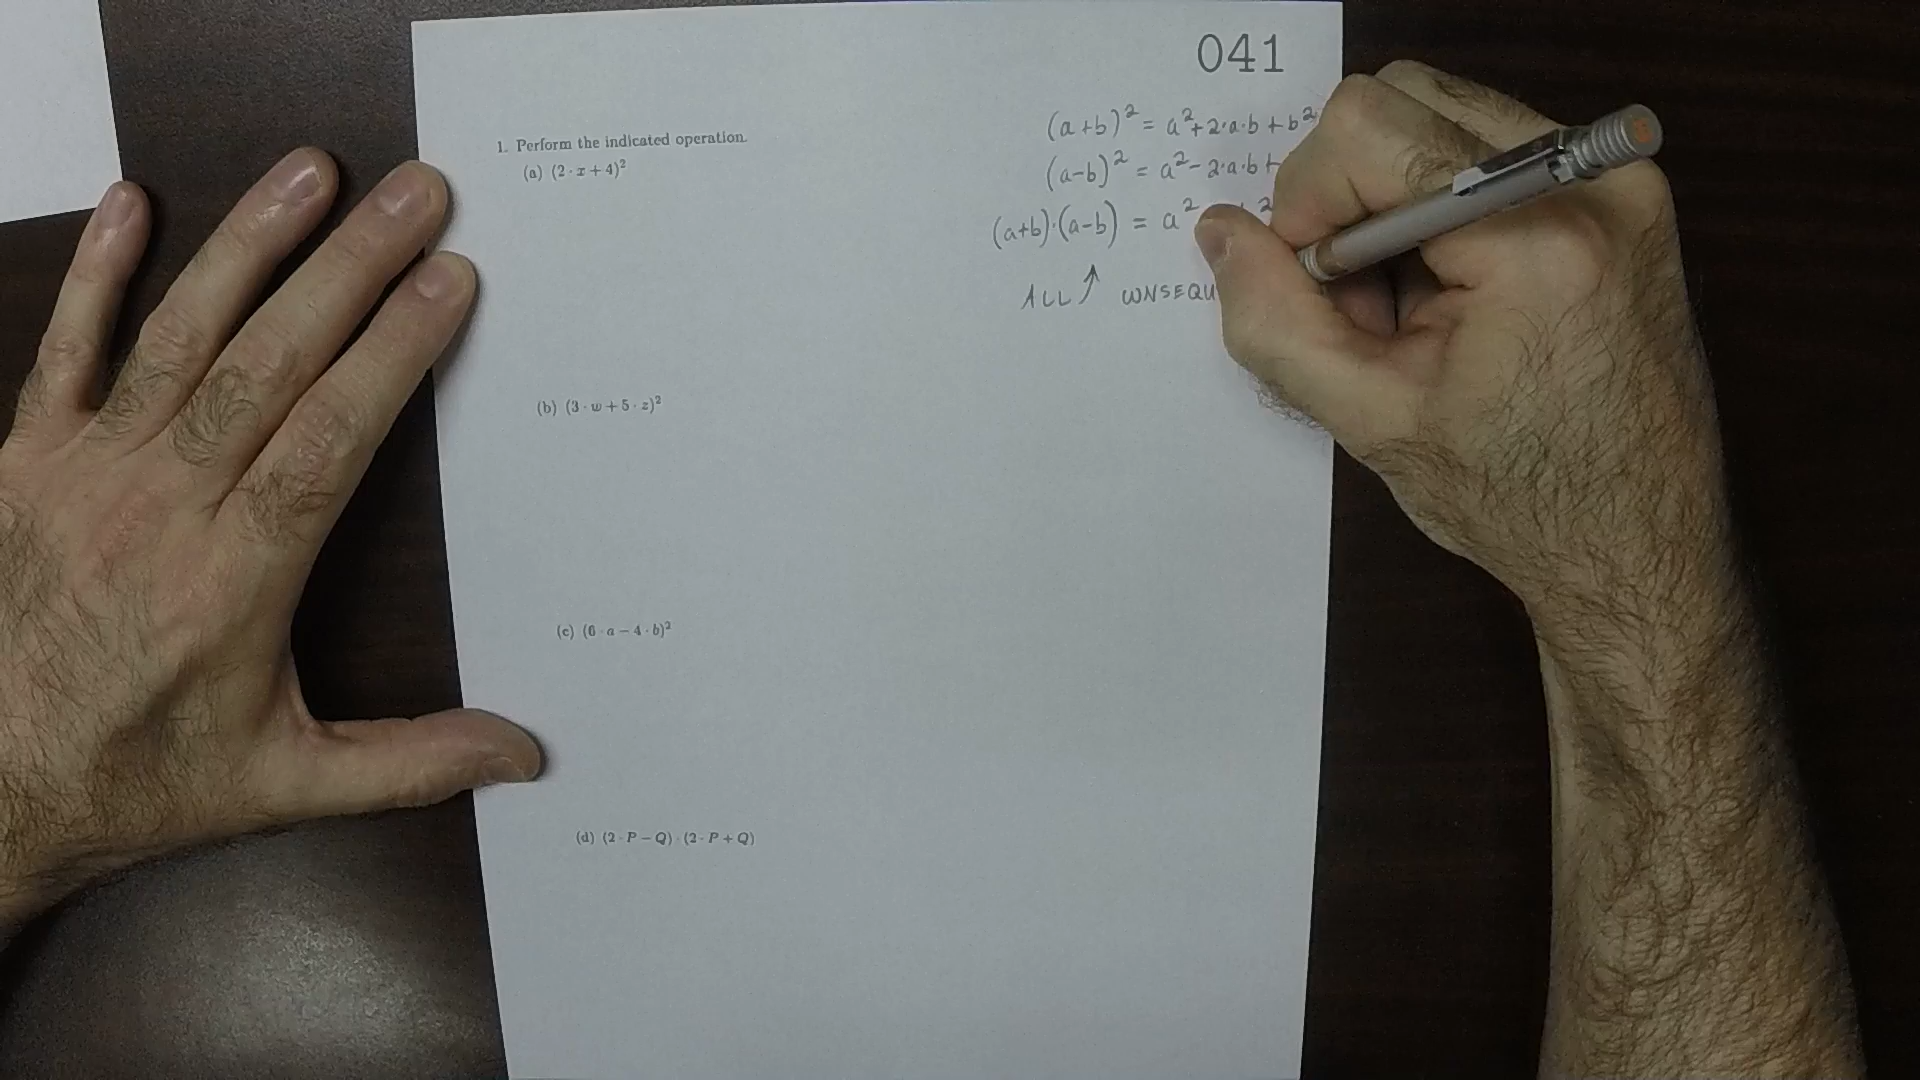 041
1. Perform the indicated operation.
(a) (2 · x + 4)²
(a+b)² = a²+2·a·b+b²
(a-b)² = a²-2·a·b+
(a+b)·(a-b) = a² 2
ALL ↑
(b) (3 · w + 5 · z)²
(c) (6 · a − 4 · b)²
(d) (2 · P − Q) · (2 · P + Q)